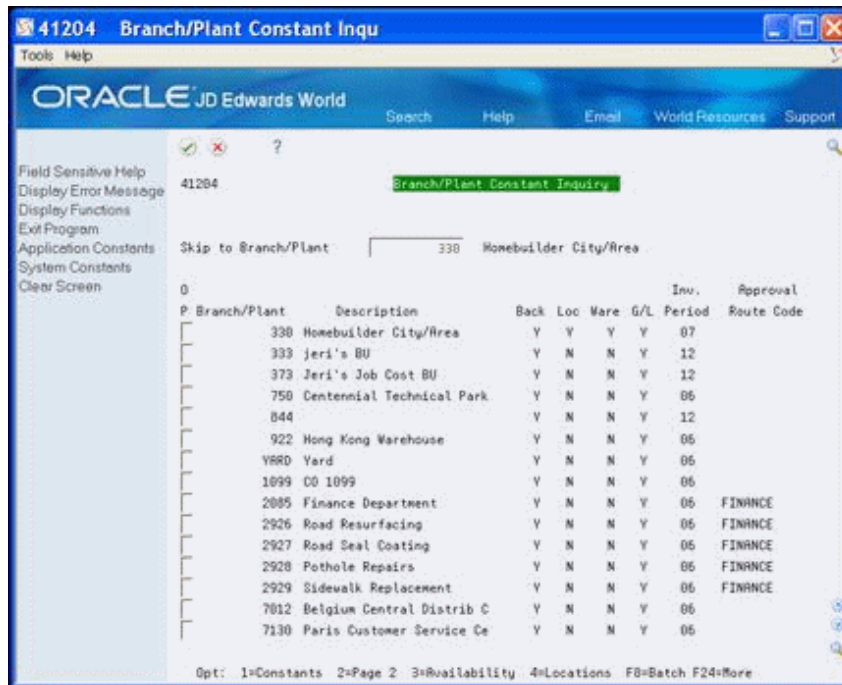 41204 Branch/Plant Constant Inqu
Tools Help
ORACLE JD Edwards World
Search Help Email World Resources Support
?
Field Sensitive Help
Display Error Message
Display Functions
Exit Program
Application Constants
System Constants
Clear Screen
41204 Branch/Plant Constant Inquiry
Skip to Branch/Plant 330 Homebuilder City/Area
O Inv. Approval
P Branch/Plant Description Back Loc Ware G/L Period Route Code
330 Homebuilder City/Area Y Y Y Y 07
333 jeri's BU Y N N Y 12
373 Jeri's Job Cost BU Y N N Y 12
750 Centennial Technical Park Y N N Y 06
844 Y N N Y 12
922 Hong Kong Warehouse Y N N Y 06
YARD Yard Y N N Y 06
1099 CO 1099 Y N N Y 06
2085 Finance Department Y N N Y 06 FINANCE
2926 Road Resurfacing Y N N Y 06 FINANCE
2927 Road Seal Coating Y N N Y 06 FINANCE
2928 Pothole Repairs Y N N Y 06 FINANCE
2929 Sidewalk Replacement Y N N Y 06 FINANCE
7012 Belgium Central Distrib C Y N N Y 06
7130 Paris Customer Service Ce Y N N Y 06
Opt: 1=Constants 2=Page 2 3=Availability 4=Locations F8=Batch F24=More